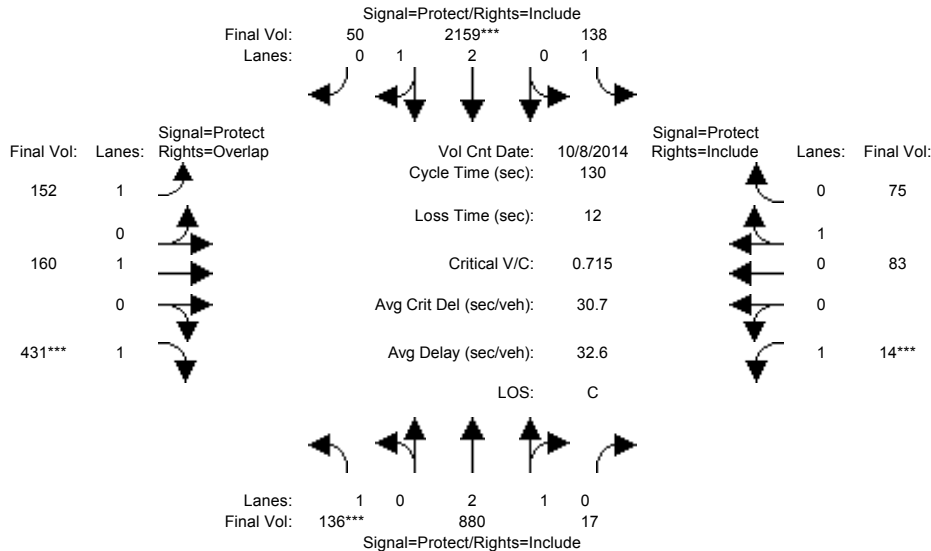 Signal=Protect/Rights=Include
Final Vol: 50 2159*** 138
Lanes: 0 1 2 0 1
Signal=Protect Signal=Protect
Final Vol: Lanes: Rights=Overlap Vol Cnt Date: 10/8/2014 Rights=Include Lanes: Final Vol:
Cycle Time (sec): 130
152 1 0 75
Loss Time (sec): 12
0 1
160 1 Critical V/C: 0.715 0 83
0 Avg Crit Del (sec/veh): 30.7 0
431*** 1 Avg Delay (sec/veh): 32.6 1 14***
LOS: C
Lanes: 1 0 2 1 0
Final Vol: 136*** 880 17
Signal=Protect/Rights=Include